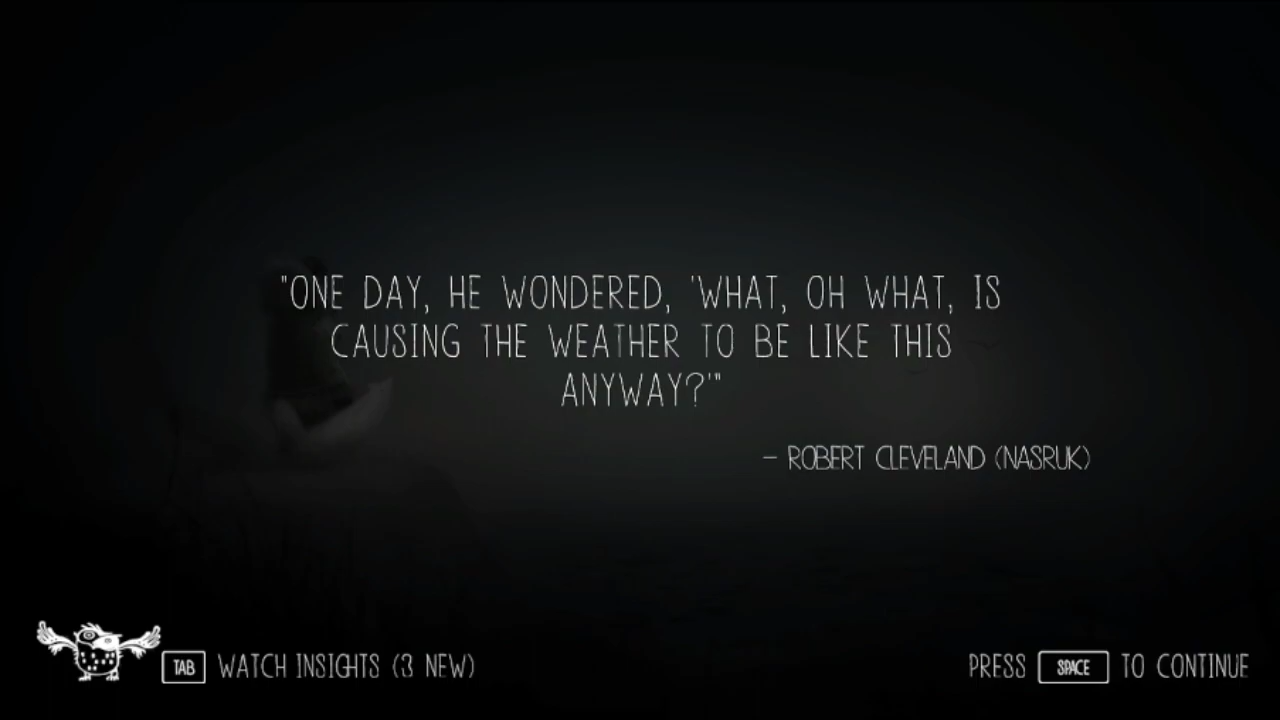 "ONE DAY, HE WONDERED, 'WHAT, OH WHAT, IS
CAUSING THE WEATHER TO BE LIKE THIS
ANYWAY?'"
– ROBERT CLEVELAND (NASRUK)
TAB WATCH INSIGHTS (3 NEW)
PRESS SPACE TO CONTINUE